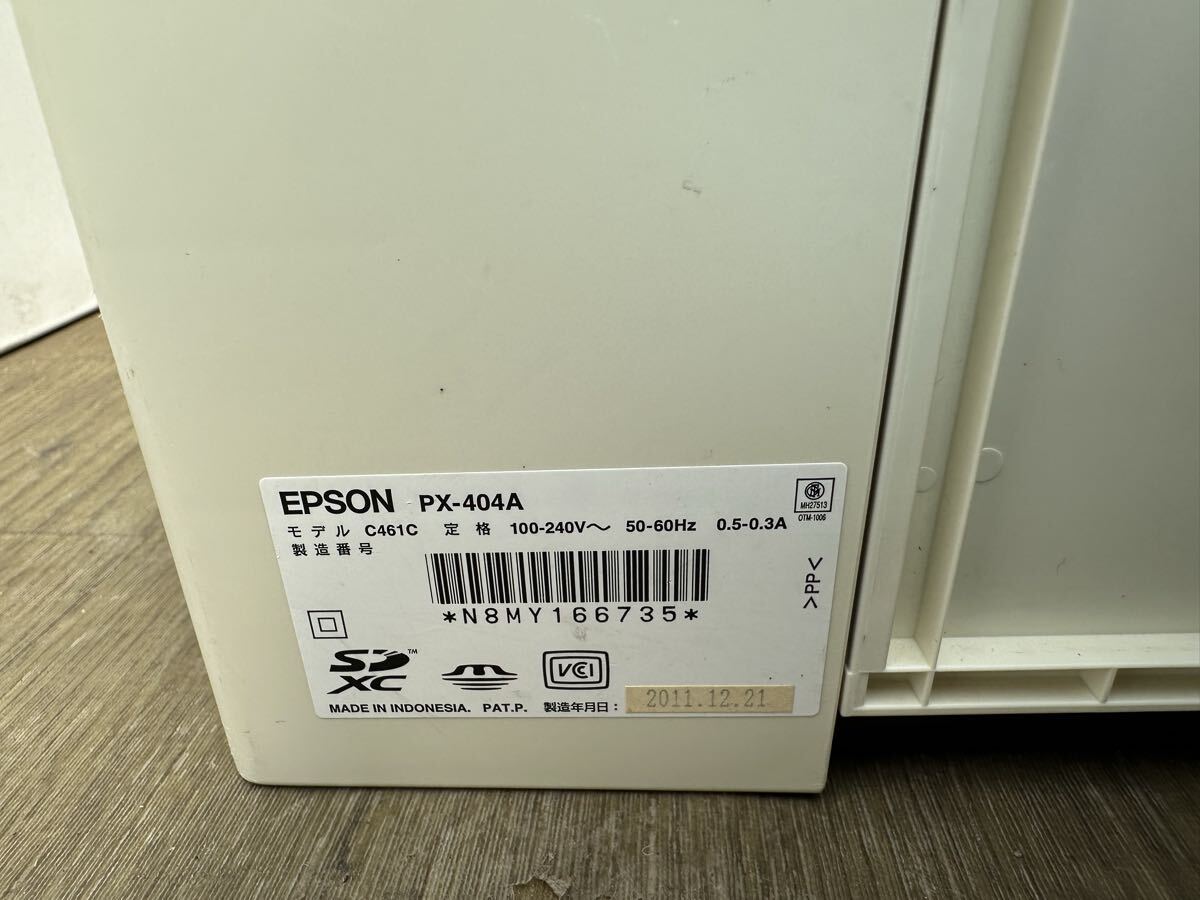 EPSON PX-404A
モデル C461C 定格 100-240V～ 50-60Hz 0.5-0.3A
製造番号
*N8MY166735*
MH27513
OTM-1006
>PP<
SD™
XC
VCCI
MADE IN INDONESIA. PAT.P. 製造年月日： 2011.12.21